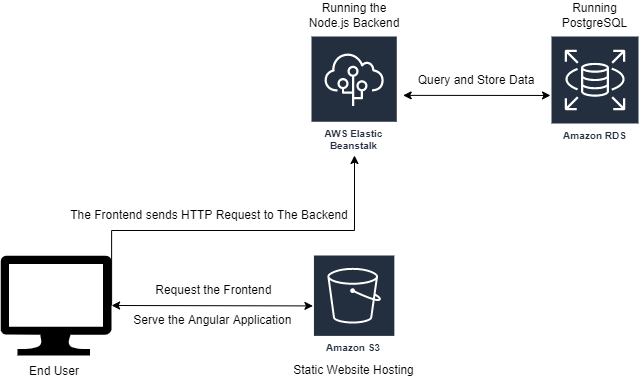 Running the
Node.js Backend
Running
PostgreSQL
Query and Store Data
AWS Elastic
Beanstalk
Amazon RDS
The Frontend sends HTTP Request to The Backend
Request the Frontend
Serve the Angular Application
Amazon S3
End User
Static Website Hosting